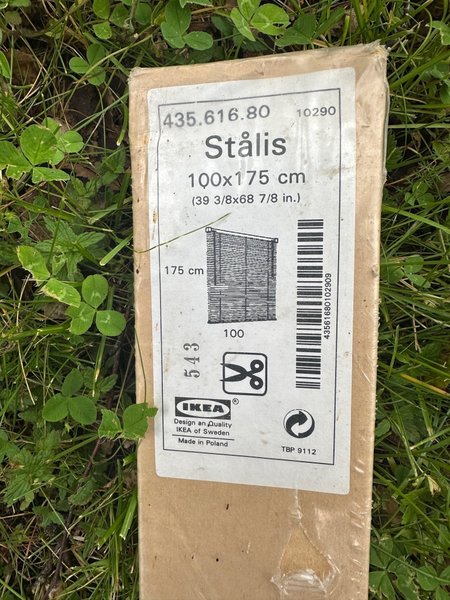 435.616.80 10290
Stålis
100x175 cm
(39 3/8x68 7/8 in.)
175 cm
100
43561680102909
543
IKEA®
Design and Quality
IKEA of Sweden
Made in Poland
TBP 9112